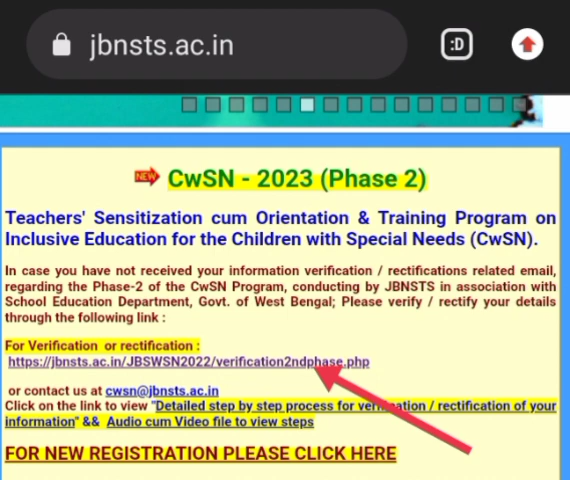 jbnsts.ac.in
:D
NEW CwSN - 2023 (Phase 2)
Teachers' Sensitization cum Orientation & Training Program on
Inclusive Education for the Children with Special Needs (CwSN).
In case you have not received your information verification / rectifications related email,
regarding the Phase-2 of the CwSN Program, conducting by JBNSTS in association with
School Education Department, Govt. of West Bengal; Please verify / rectify your details
through the following link :
For Verification or rectification :
https://jbnsts.ac.in/JBSWSN2022/verification2ndphase.php
or contact us at cwsn@jbnsts.ac.in
Click on the link to view "Detailed step by step process for verification / rectification of your
information" && Audio cum Video file to view steps
FOR NEW REGISTRATION PLEASE CLICK HERE